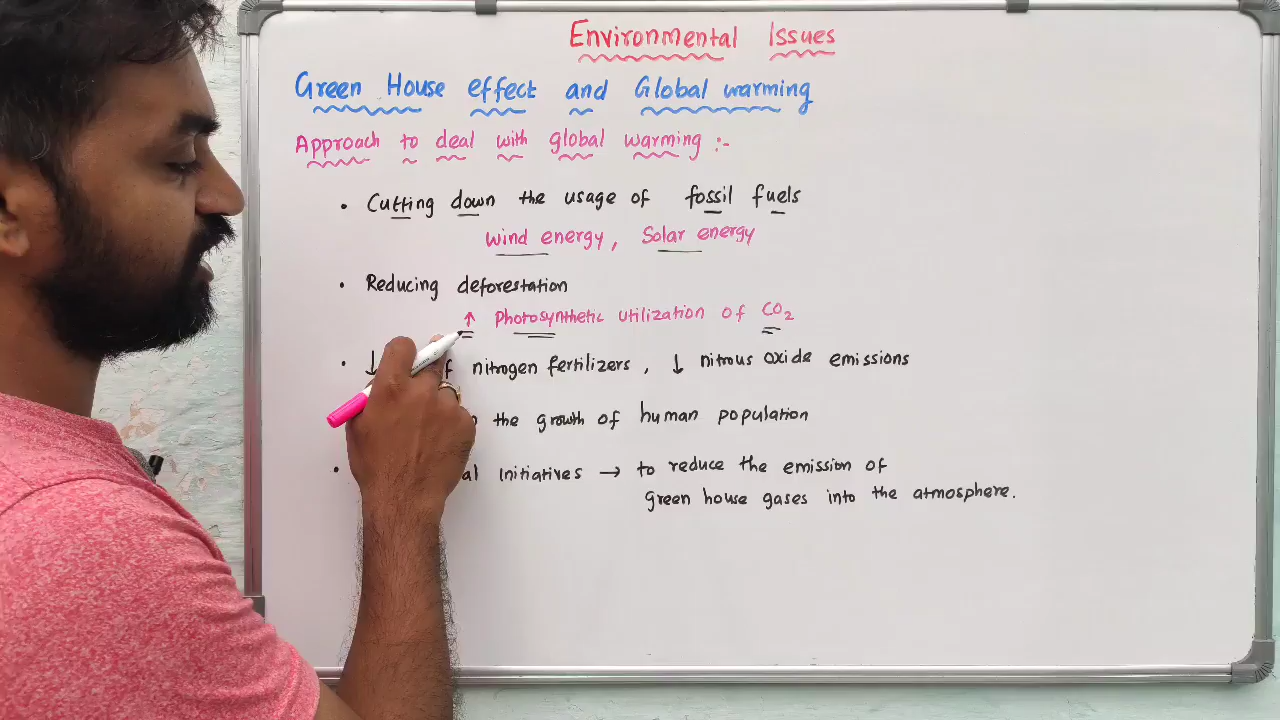 Environmental Issues
Green House effect and Global warming
Approach to deal with global warming :-
• Cutting down the usage of fossil fuels
Wind energy, Solar energy
• Reducing deforestation
↑ Photosynthetic utilization of CO₂
• ↓ nitrogen fertilizers, ↓ nitrous oxide emissions
the growth of human population
• Initiatives → to reduce the emission of
green house gases into the atmosphere.